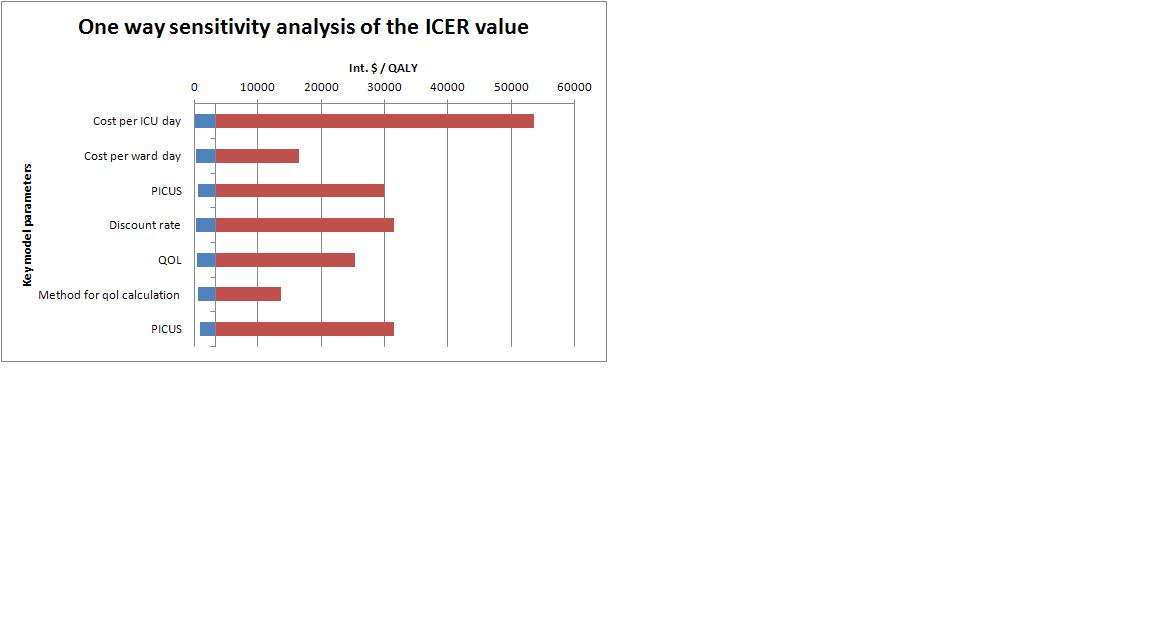 One way sensitivity analysis of the ICER value
Int. $ / QALY
0 10000 20000 30000 40000 50000 60000
Key model parameters
Cost per ICU day
Cost per ward day
PICUS
Discount rate
QOL
Method for qol calculation
PICUS